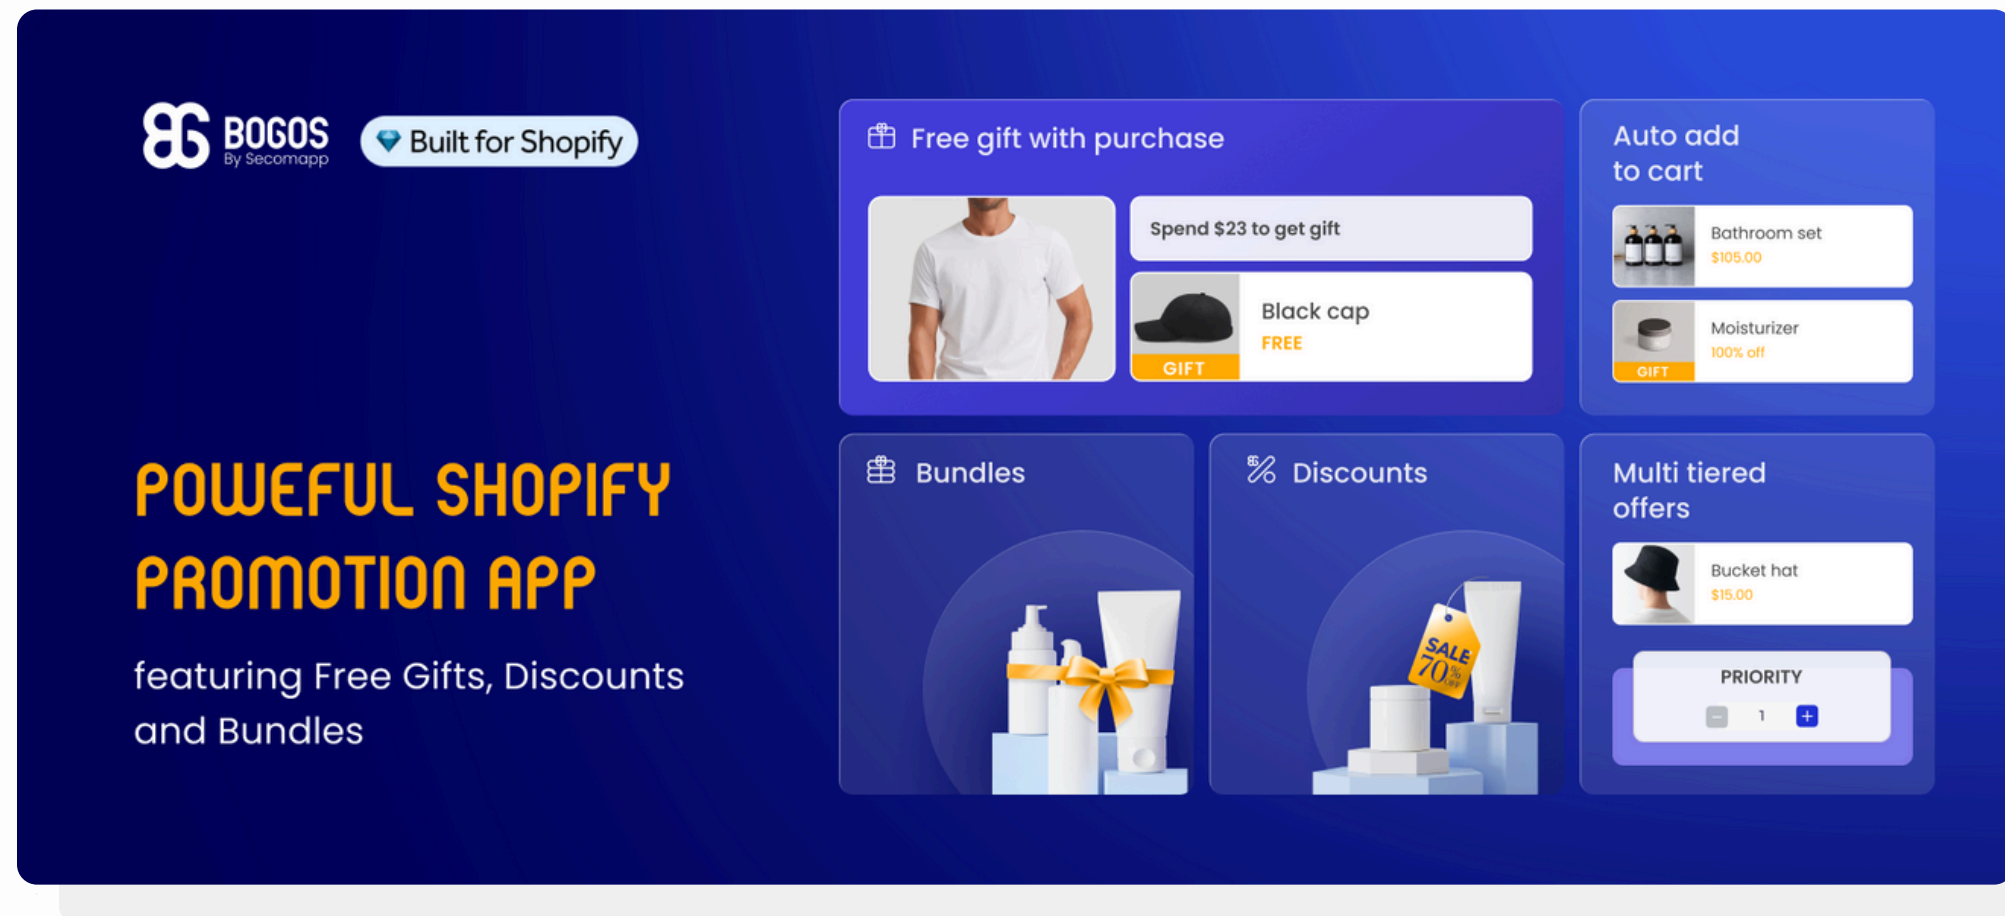 BOGOS
By Secomapp
Built for Shopify
POWEFUL SHOPIFY
PROMOTION APP
featuring Free Gifts, Discounts
and Bundles
Free gift with purchase
Spend $23 to get gift
GIFT
Black cap
FREE
Auto add
to cart
Bathroom set
$105.00
GIFT
Moisturizer
100% off
Bundles
Discounts
SALE
70% OFF
Multi tiered
offers
Bucket hat
$15.00
PRIORITY
1